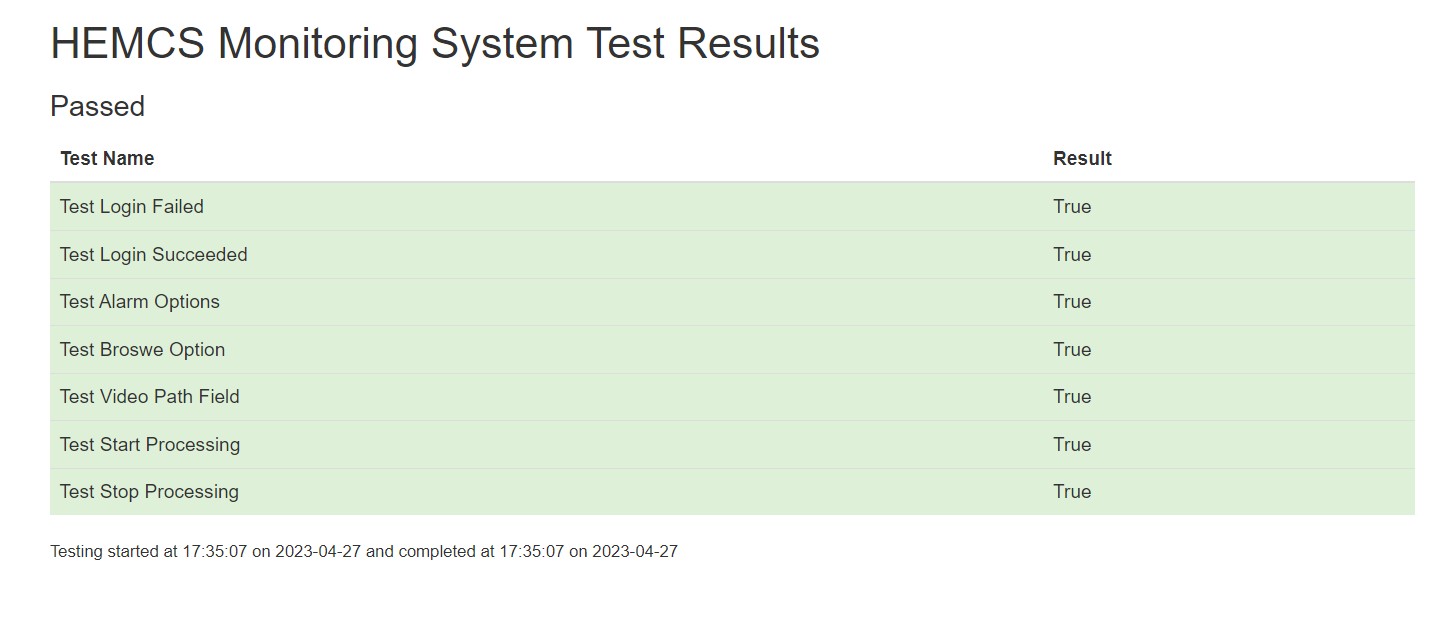 HEMCS Monitoring System Test Results
Passed
Test Name Result
Test Login Failed True
Test Login Succeeded True
Test Alarm Options True
Test Broswe Option True
Test Video Path Field True
Test Start Processing True
Test Stop Processing True
Testing started at 17:35:07 on 2023-04-27 and completed at 17:35:07 on 2023-04-27